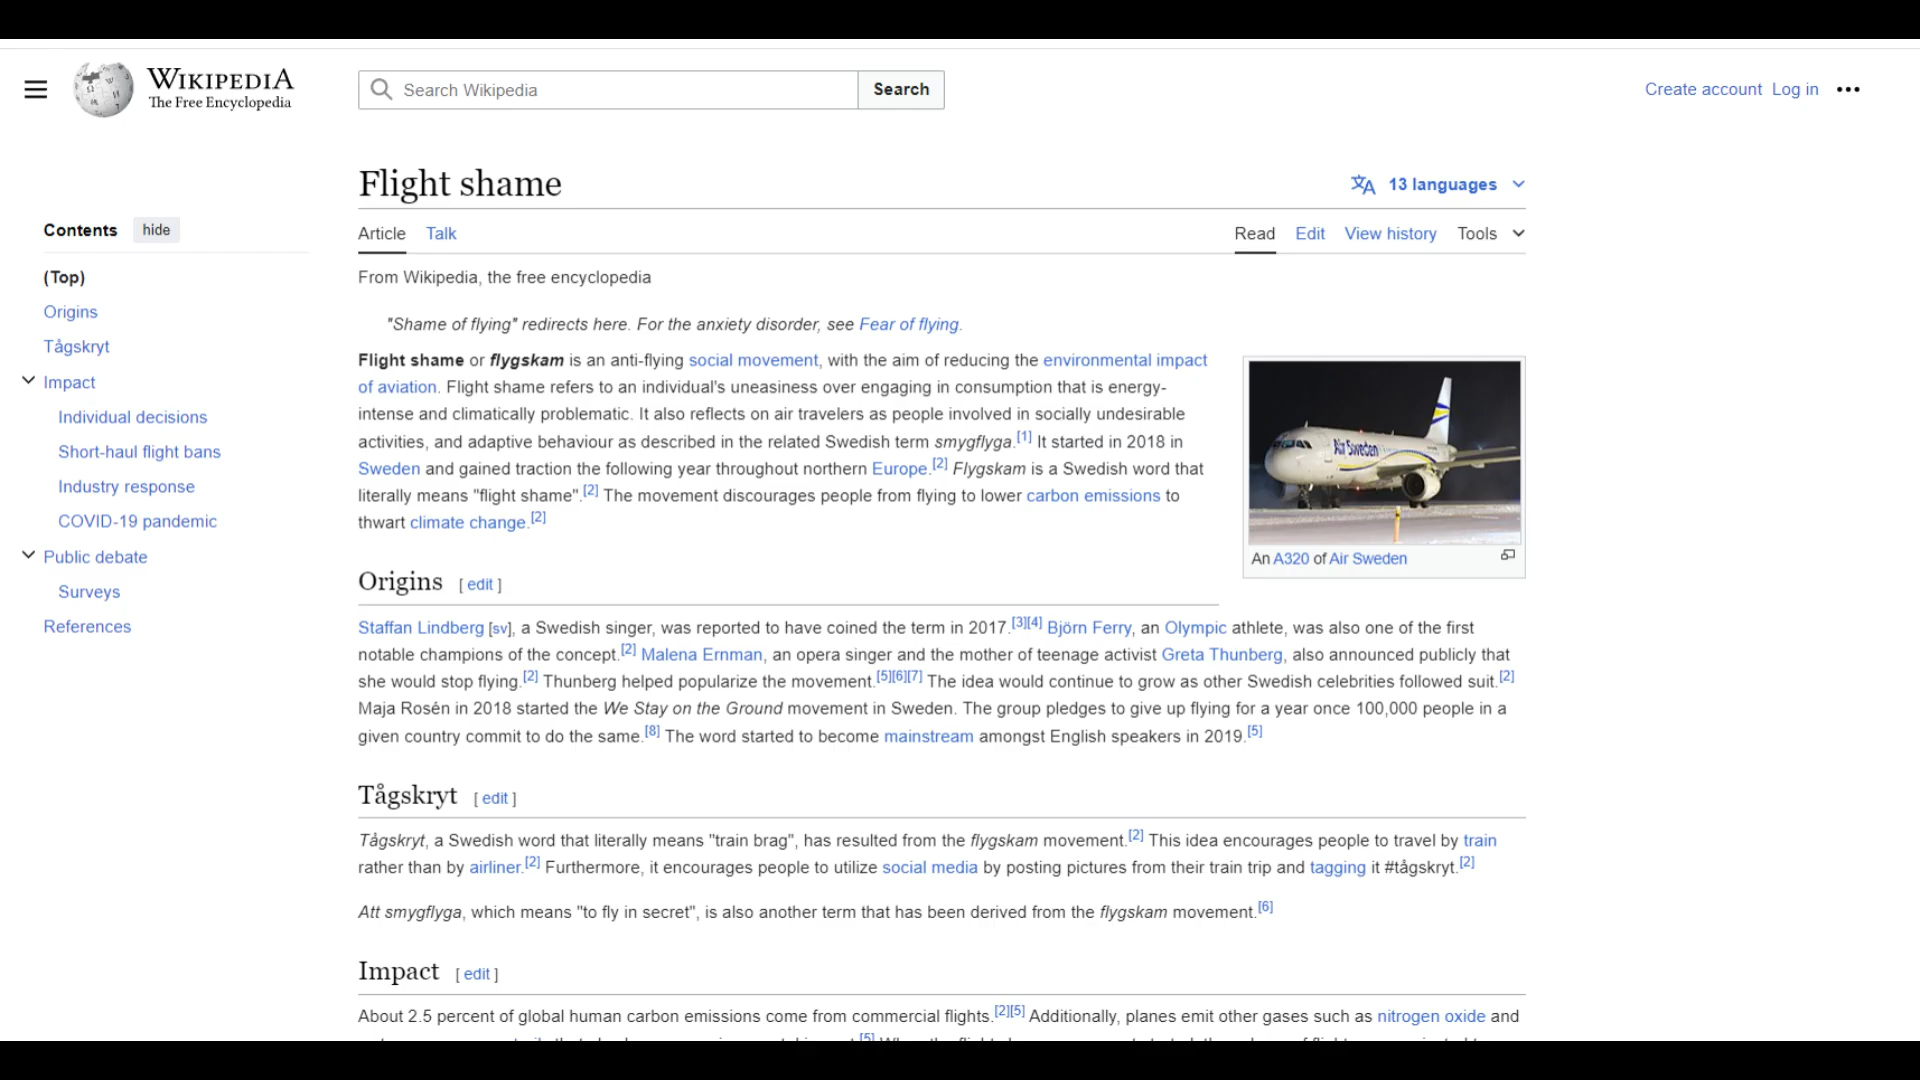 WIKIPEDIA
The Free Encyclopedia
Search Wikipedia
Search
Create account Log in
Flight shame
13 languages
Contents hide
(Top)
Origins
Tågskryt
Impact
Individual decisions
Short-haul flight bans
Industry response
COVID-19 pandemic
Public debate
Surveys
References
Article Talk
Read Edit View history Tools
From Wikipedia, the free encyclopedia
"Shame of flying" redirects here. For the anxiety disorder, see Fear of flying.
Flight shame or flygskam is an anti-flying social movement, with the aim of reducing the environmental impact
of aviation. Flight shame refers to an individual's uneasiness over engaging in consumption that is energy-
intense and climatically problematic. It also reflects on air travelers as people involved in socially undesirable
activities, and adaptive behaviour as described in the related Swedish term smygflyga.[1] It started in 2018 in
Sweden and gained traction the following year throughout northern Europe.[2] Flygskam is a Swedish word that
literally means "flight shame".[2] The movement discourages people from flying to lower carbon emissions to
thwart climate change.[2]
Air Sweden
An A320 of Air Sweden
Origins [ edit ]
Staffan Lindberg [sv], a Swedish singer, was reported to have coined the term in 2017.[3][4] Björn Ferry, an Olympic athlete, was also one of the first
notable champions of the concept.[2] Malena Ernman, an opera singer and the mother of teenage activist Greta Thunberg, also announced publicly that
she would stop flying.[2] Thunberg helped popularize the movement.[5][6][7] The idea would continue to grow as other Swedish celebrities followed suit.[2]
Maja Rosén in 2018 started the We Stay on the Ground movement in Sweden. The group pledges to give up flying for a year once 100,000 people in a
given country commit to do the same.[8] The word started to become mainstream amongst English speakers in 2019.[5]
Tågskryt [ edit ]
Tågskryt, a Swedish word that literally means "train brag", has resulted from the flygskam movement.[2] This idea encourages people to travel by train
rather than by airliner.[2] Furthermore, it encourages people to utilize social media by posting pictures from their train trip and tagging it #tågskryt.[2]
Att smygflyga, which means "to fly in secret", is also another term that has been derived from the flygskam movement.[6]
Impact [ edit ]
About 2.5 percent of global human carbon emissions come from commercial flights.[2][5] Additionally, planes emit other gases such as nitrogen oxide and